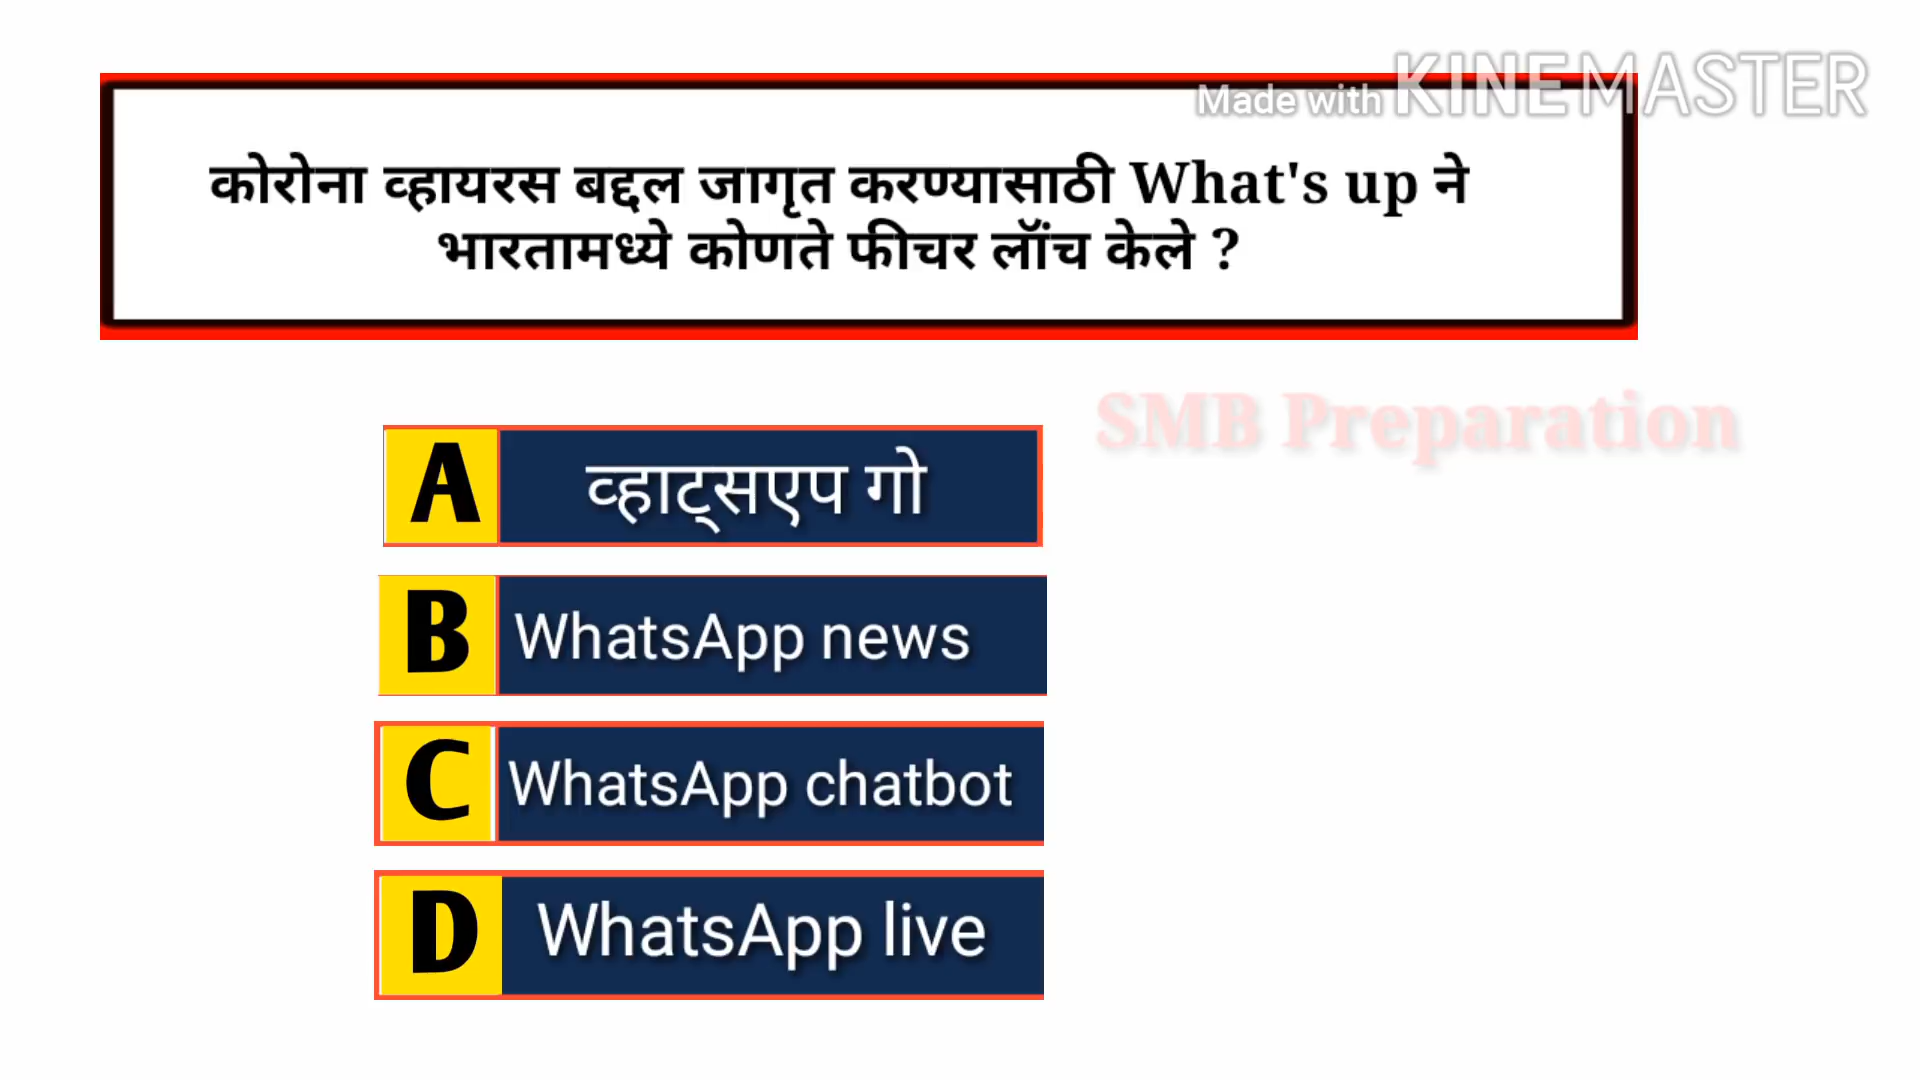 Made with KINEMASTER
कोरोना व्हायरस बद्दल जागृत करण्यासाठी What's up ने
भारतामध्ये कोणते फीचर लॉंच केले ?
SMB Preparation
A व्हाट्सएप गो
B WhatsApp news
C WhatsApp chatbot
D WhatsApp live